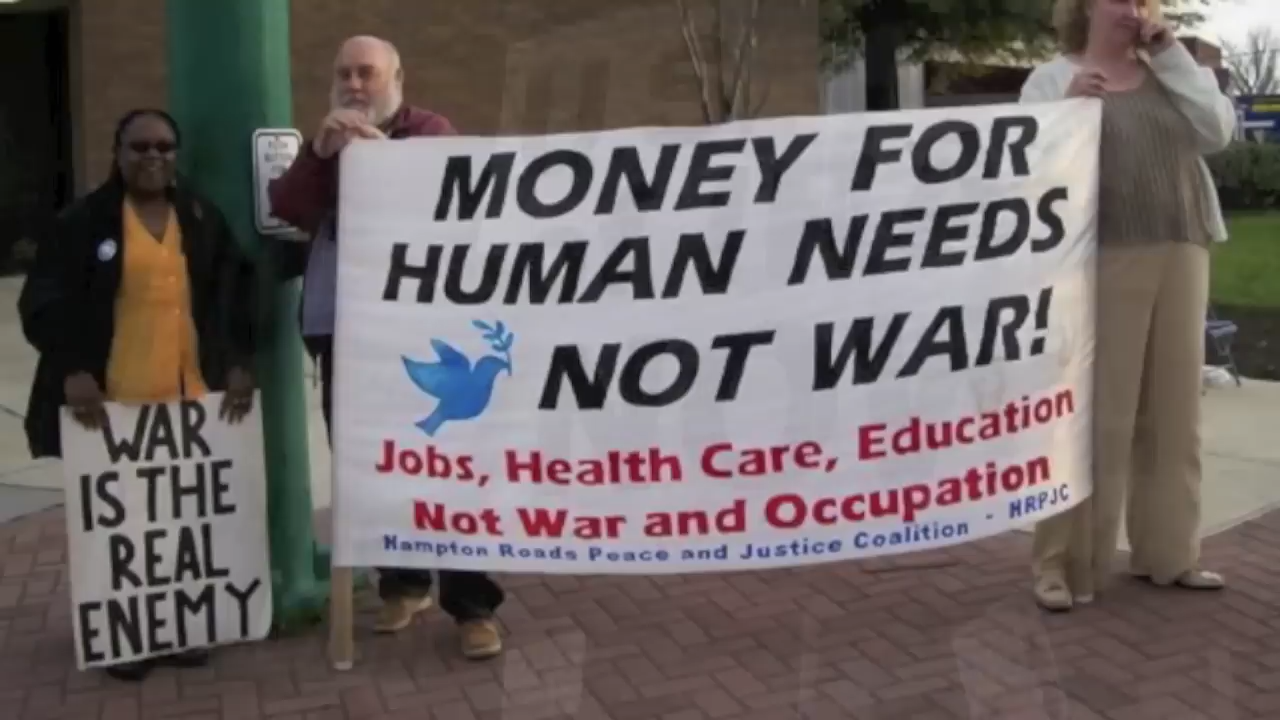 MONEY FOR
HUMAN NEEDS
NOT WAR!
Jobs, Health Care, Education
Not War and Occupation
Hampton Roads Peace and Justice Coalition - HRPJC
WAR
IS THE
REAL
ENEMY